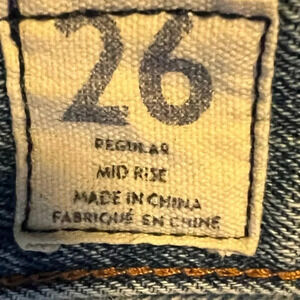 26
REGULAR
MID RISE
MADE IN CHINA
FABRIQUÉ EN CHINE